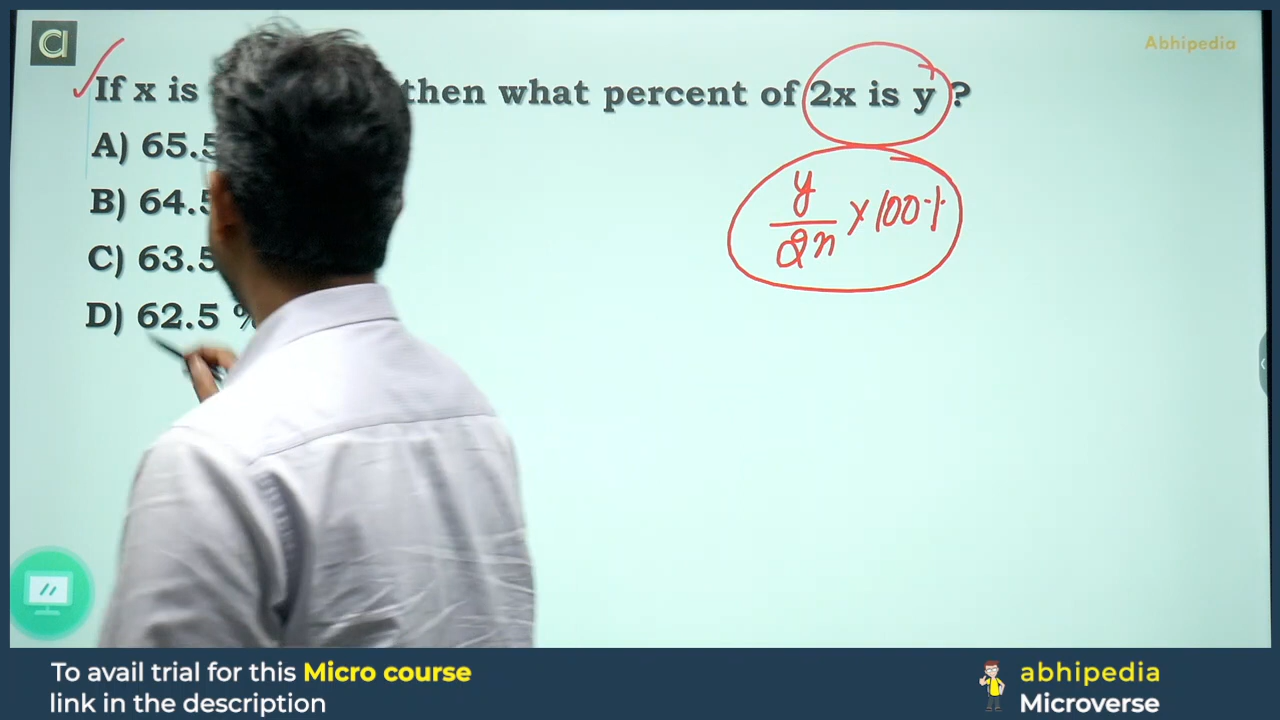 Abhipedia
If x is then what percent of 2x is y ?
A) 65.5
B) 64.5
C) 63.5
D) 62.5 %
y
2x × 100%
To avail trial for this Micro course
link in the description
abhipedia
Microverse